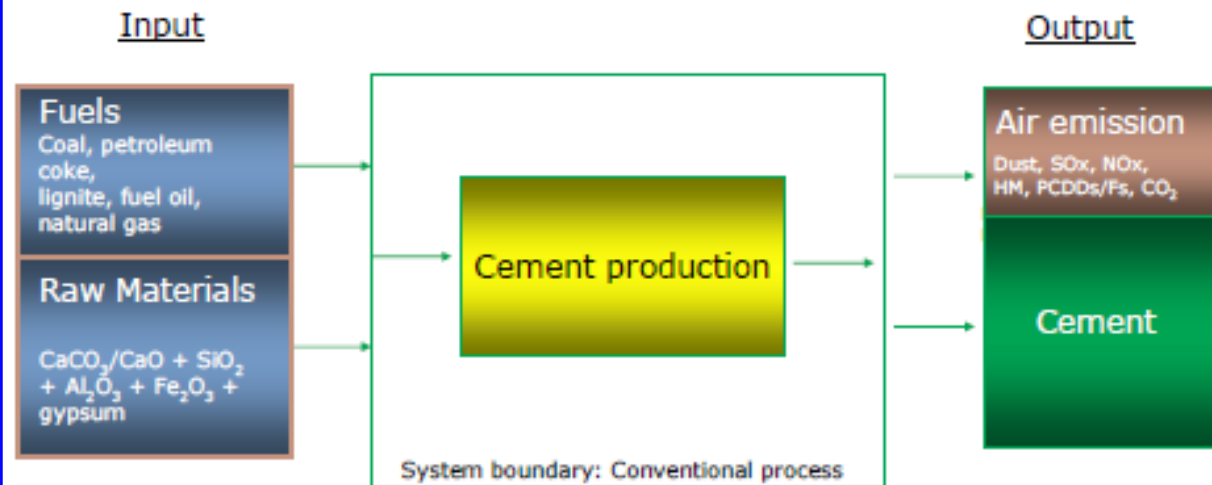 Input
Output
Fuels
Coal, petroleum
coke,
lignite, fuel oil,
natural gas
Raw Materials
CaCO₃/CaO + SiO₂
+ Al₂O₃ + Fe₂O₃ +
gypsum
Cement production
System boundary: Conventional process
Air emission
Dust, SOx, NOx,
HM, PCDDs/Fs, CO₂
Cement